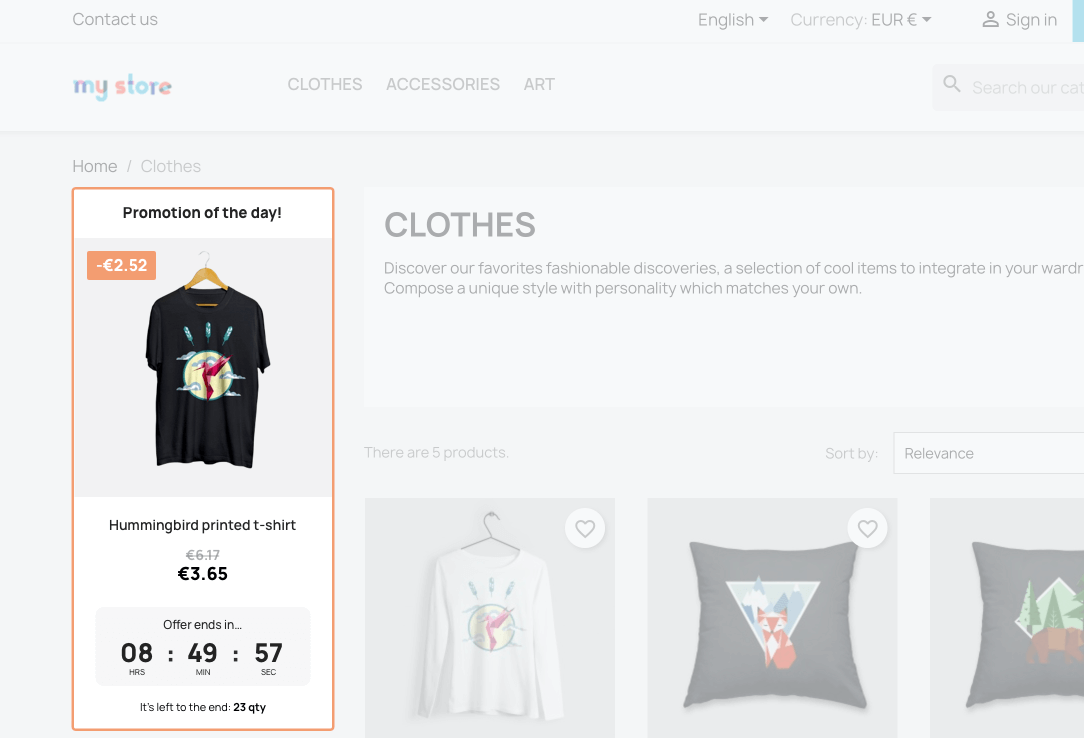 Contact us
English
Currency: EUR €
Sign in
my store
CLOTHES
ACCESSORIES
ART
Search our cat
Home / Clothes
Promotion of the day!
-€2.52
Hummingbird printed t-shirt
€6.17
€3.65
Offer ends in...
08 : 49 : 57
HRS MIN SEC
It's left to the end: 23 qty
CLOTHES
Discover our favorites fashionable discoveries, a selection of cool items to integrate in your wardr
Compose a unique style with personality which matches your own.
There are 5 products.
Sort by:
Relevance